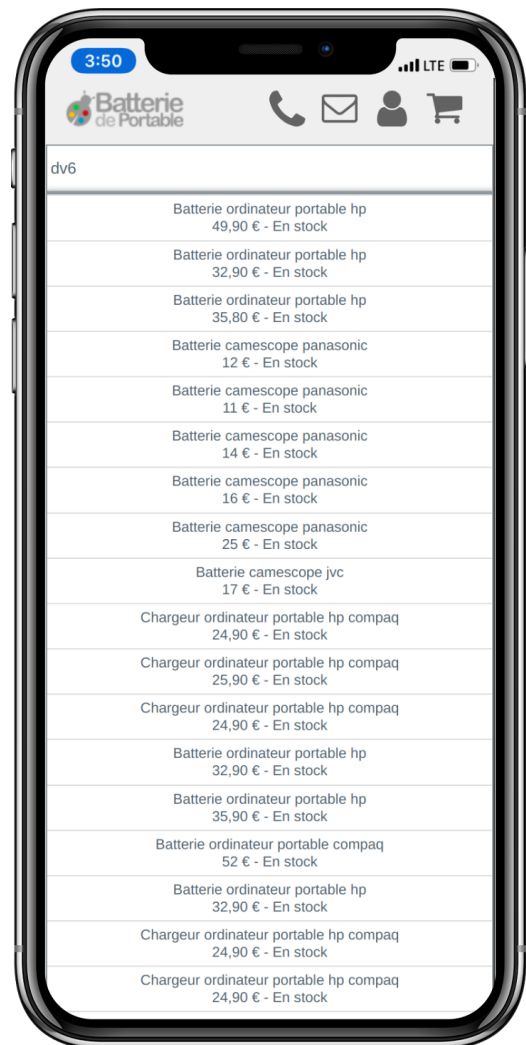 3:50
LTE
Batterie
de Portable
dv6
Batterie ordinateur portable hp
49,90 € - En stock
Batterie ordinateur portable hp
32,90 € - En stock
Batterie ordinateur portable hp
35,80 € - En stock
Batterie camescope panasonic
12 € - En stock
Batterie camescope panasonic
11 € - En stock
Batterie camescope panasonic
14 € - En stock
Batterie camescope panasonic
16 € - En stock
Batterie camescope panasonic
25 € - En stock
Batterie camescope jvc
17 € - En stock
Chargeur ordinateur portable hp compaq
24,90 € - En stock
Chargeur ordinateur portable hp compaq
25,90 € - En stock
Chargeur ordinateur portable hp compaq
24,90 € - En stock
Batterie ordinateur portable hp
32,90 € - En stock
Batterie ordinateur portable hp
35,90 € - En stock
Batterie ordinateur portable compaq
52 € - En stock
Batterie ordinateur portable hp
32,90 € - En stock
Chargeur ordinateur portable hp compaq
24,90 € - En stock
Chargeur ordinateur portable hp compaq
24,90 € - En stock